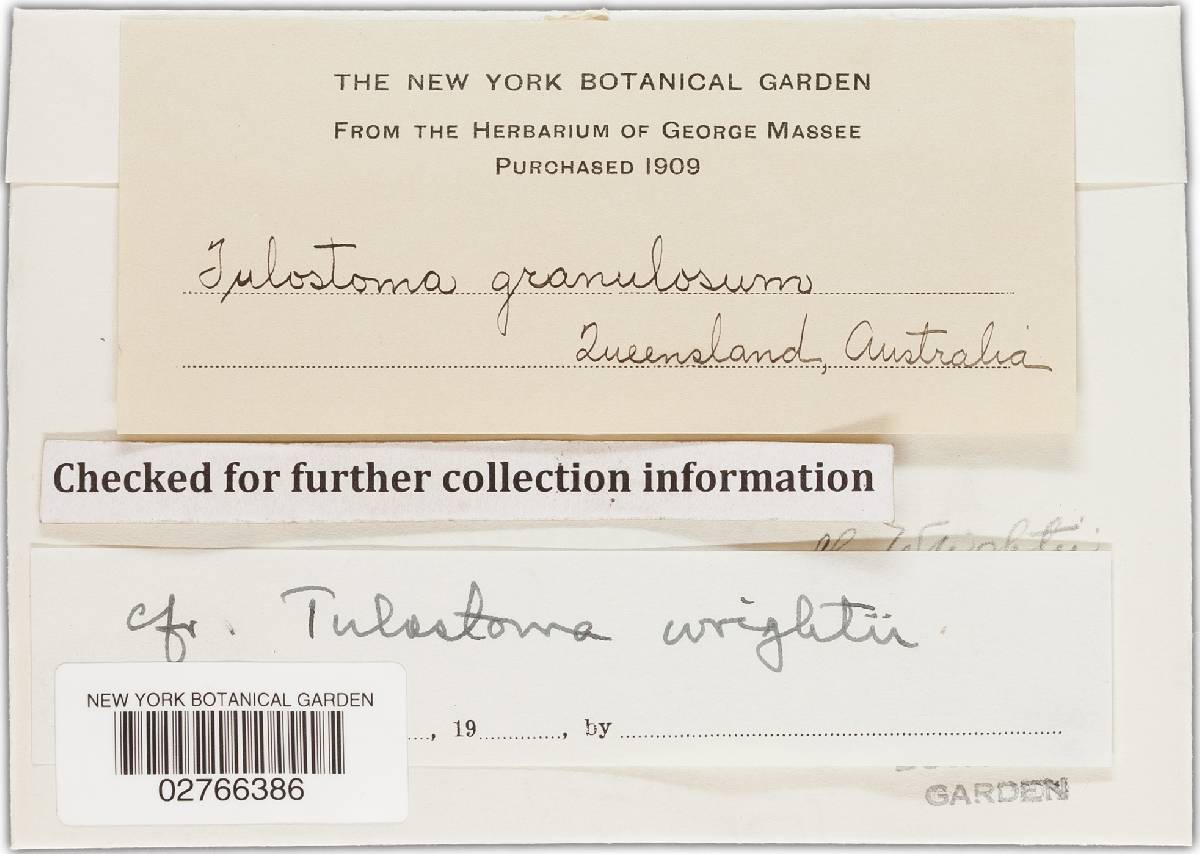 THE NEW YORK BOTANICAL GARDEN
FROM THE HERBARIUM OF GEORGE MASSEE
PURCHASED 1909
Tulostoma granulosum
Queensland, Australia
Checked for further collection information
cfr. Tulostoma wrightii
NEW YORK BOTANICAL GARDEN
02766386
, 19, by
GARDEN